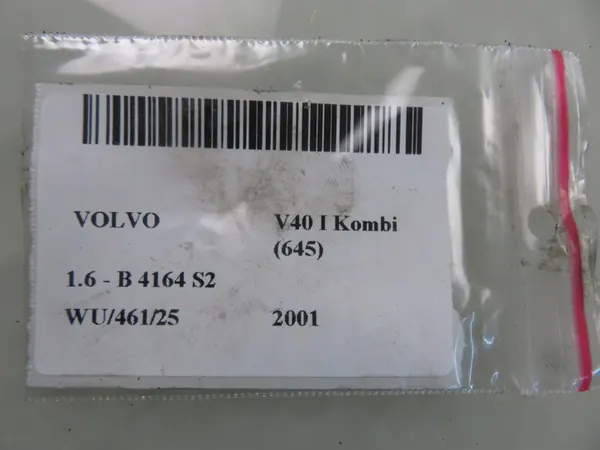 VOLVO V40 I Kombi
(645)
1.6 - B 4164 S2
WU/461/25 2001